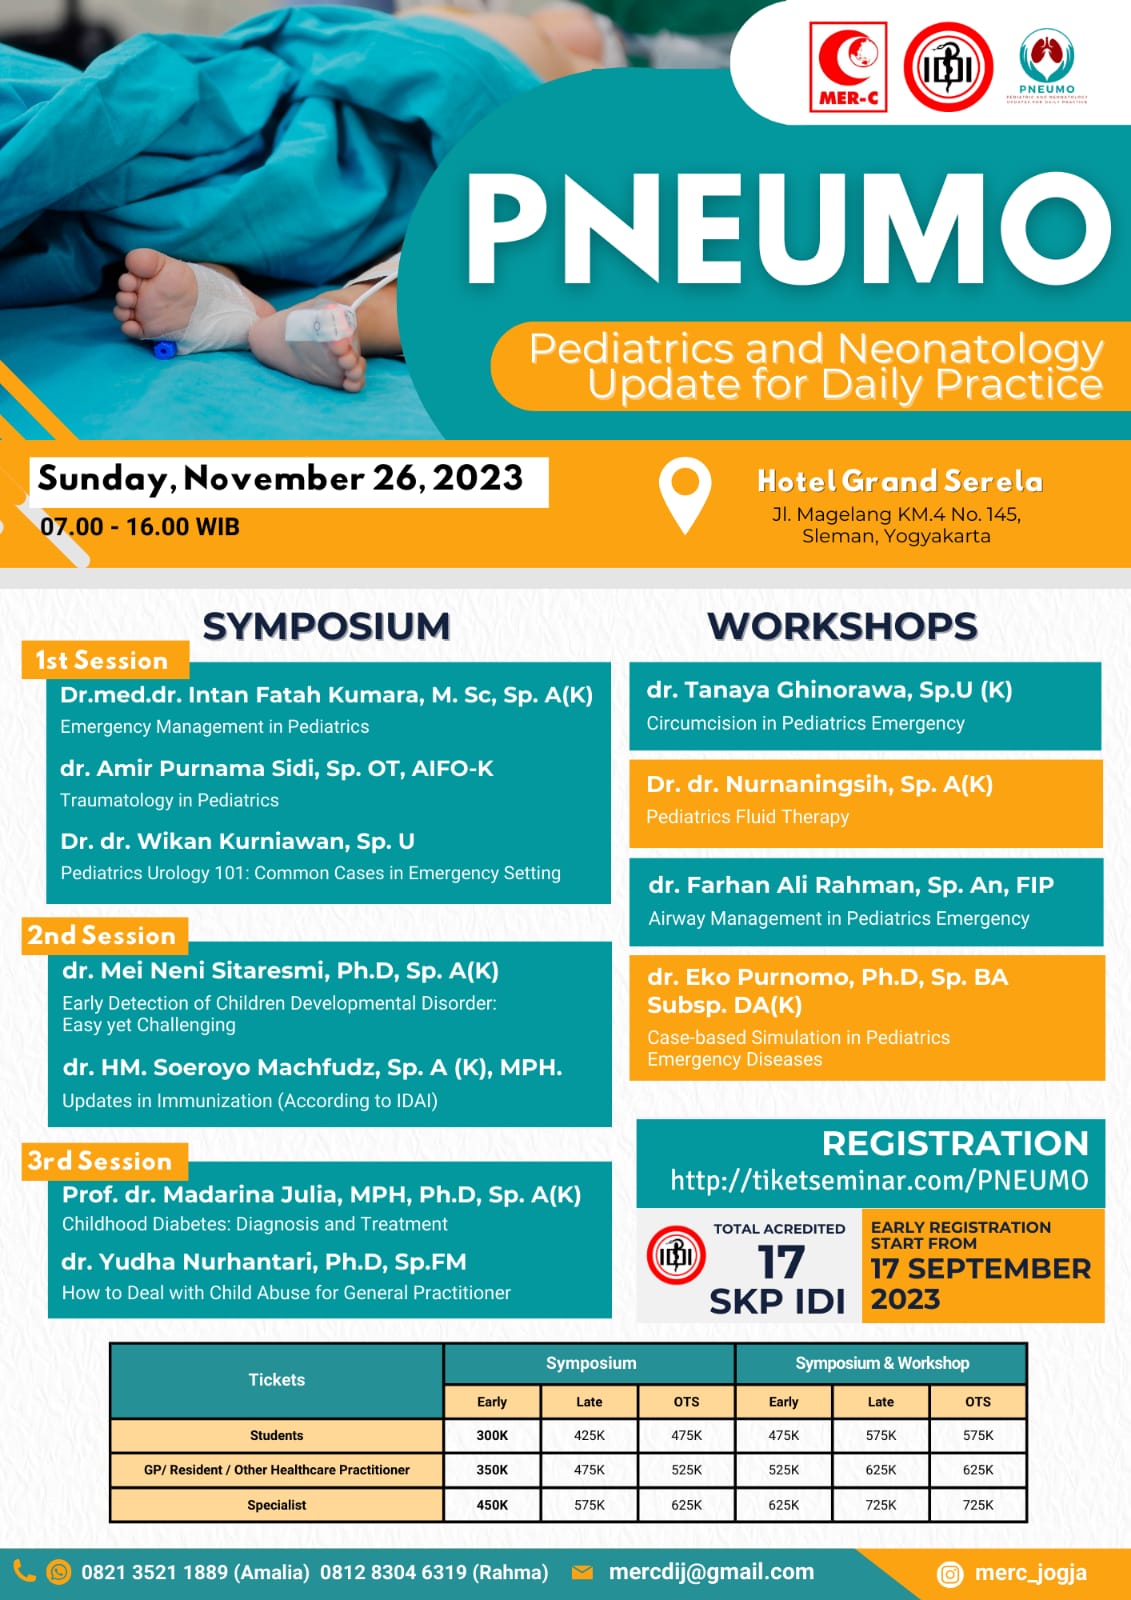 MER-C
IDI
PNEUMO
PEDIATRIC AND NEONATOLOGY
UPDATES FOR DAILY PRACTICE
PNEUMO
Pediatrics and Neonatology
Update for Daily Practice
Sunday, November 26, 2023
07.00 - 16.00 WIB
Hotel Grand Serela
Jl. Magelang KM.4 No. 145,
Sleman, Yogyakarta
SYMPOSIUM
1st Session
Dr.med.dr. Intan Fatah Kumara, M. Sc, Sp. A(K)
Emergency Management in Pediatrics
dr. Amir Purnama Sidi, Sp. OT, AIFO-K
Traumatology in Pediatrics
Dr. dr. Wikan Kurniawan, Sp. U
Pediatrics Urology 101: Common Cases in Emergency Setting
2nd Session
dr. Mei Neni Sitaresmi, Ph.D, Sp. A(K)
Early Detection of Children Developmental Disorder:
Easy yet Challenging
dr. HM. Soeroyo Machfudz, Sp. A (K), MPH.
Updates in Immunization (According to IDAI)
3rd Session
Prof. dr. Madarina Julia, MPH, Ph.D, Sp. A(K)
Childhood Diabetes: Diagnosis and Treatment
dr. Yudha Nurhantari, Ph.D, Sp.FM
How to Deal with Child Abuse for General Practitioner
WORKSHOPS
dr. Tanaya Ghinorawa, Sp.U (K)
Circumcision in Pediatrics Emergency
Dr. dr. Nurnaningsih, Sp. A(K)
Pediatrics Fluid Therapy
dr. Farhan Ali Rahman, Sp. An, FIP
Airway Management in Pediatrics Emergency
dr. Eko Purnomo, Ph.D, Sp. BA
Subsp. DA(K)
Case-based Simulation in Pediatrics
Emergency Diseases
REGISTRATION
http://tiketseminar.com/PNEUMO
IDI
TOTAL ACREDITED
17
SKP IDI
EARLY REGISTRATION
START FROM
17 SEPTEMBER
2023
Tickets Symposium Symposium & Workshop
Early Late OTS Early Late OTS
Students 300K 425K 475K 475K 575K 575K
GP/ Resident / Other Healthcare Practitioner 350K 475K 525K 525K 625K 625K
Specialist 450K 575K 625K 625K 725K 725K
0821 3521 1889 (Amalia) 0812 8304 6319 (Rahma) mercdij@gmail.com merc_jogja